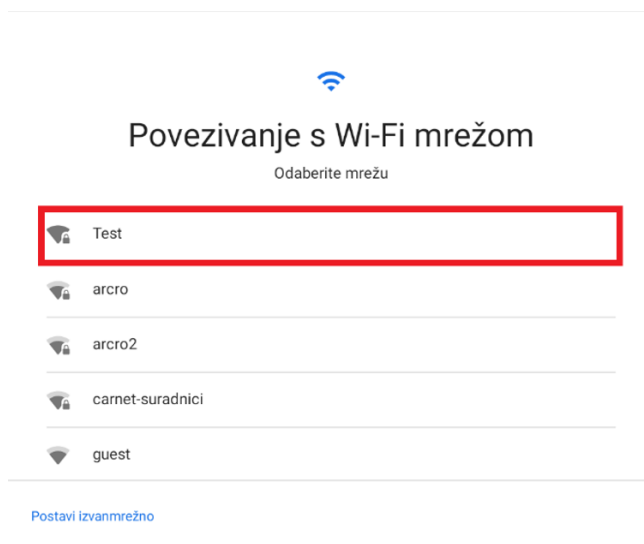 Povezivanje s Wi-Fi mrežom
Odaberite mrežu
Test
arcro
arcro2
carnet-suradnici
guest
Postavi izvanmrežno